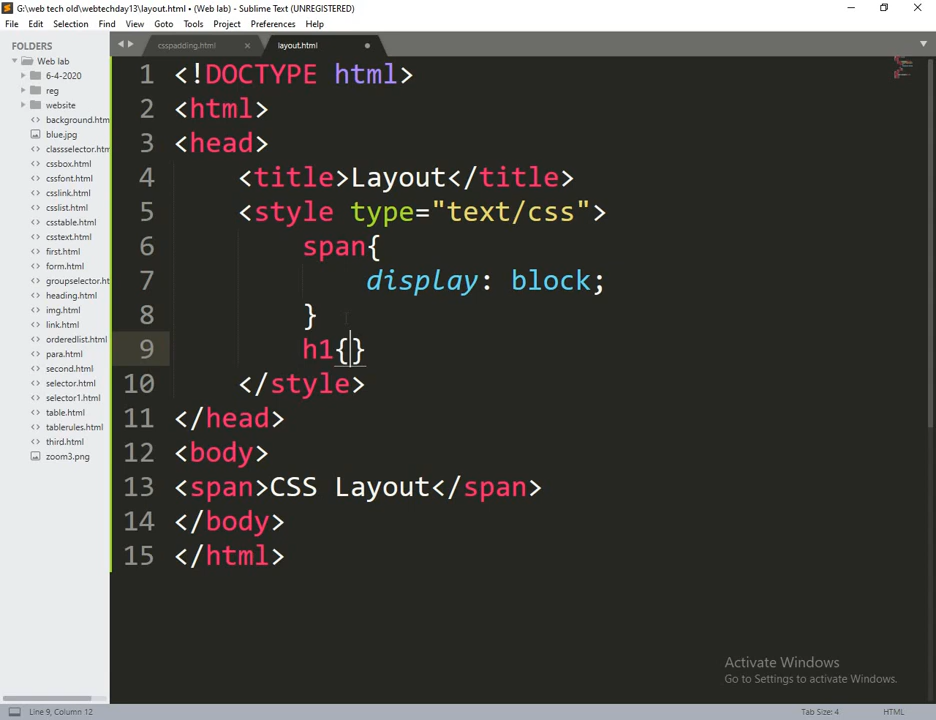 G:\web tech old\webtechday13\layout.html • (Web lab) - Sublime Text (UNREGISTERED)
File Edit Selection Find View Goto Tools Project Preferences Help
FOLDERS
Web lab
6-4-2020
reg
website
background.htm
blue.jpg
classselector.htm
cssbox.html
cssfont.html
csslink.html
csslist.html
csstable.html
csstext.html
first.html
form.html
groupselector.ht
heading.html
img.html
link.html
orderedlist.html
para.html
second.html
selector.html
selector1.html
table.html
tablerules.html
third.html
zoom3.png
csspadding.html × layout.html
1 <!DOCTYPE html>
2 <html>
3 <head>
4 <title>Layout</title>
5 <style type="text/css">
6 span{
7 display: block;
8 }
9 h1{}
10 </style>
11 </head>
12 <body>
13 <span>CSS Layout</span>
14 </body>
15 </html>
Activate Windows
Go to Settings to activate Windows.
Line 9, Column 12 Tab Size: 4 HTML